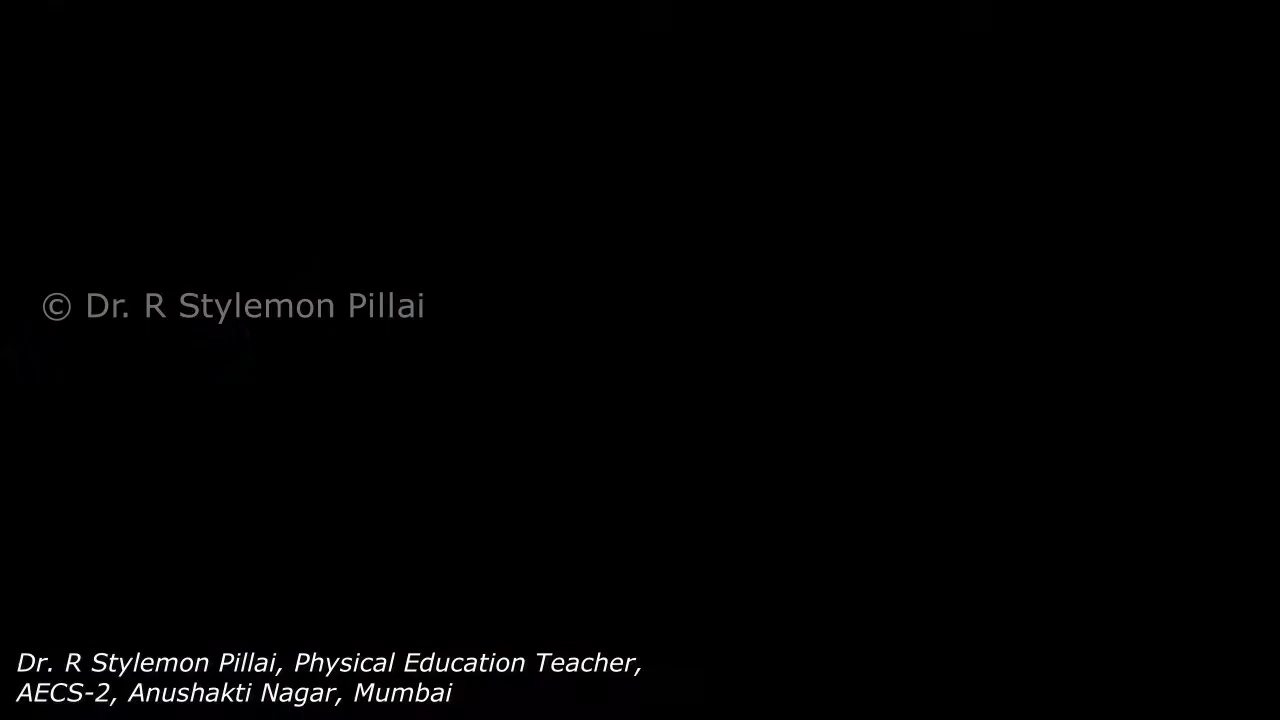 © Dr. R Stylemon Pillai
Dr. R Stylemon Pillai, Physical Education Teacher,
AECS-2, Anushakti Nagar, Mumbai